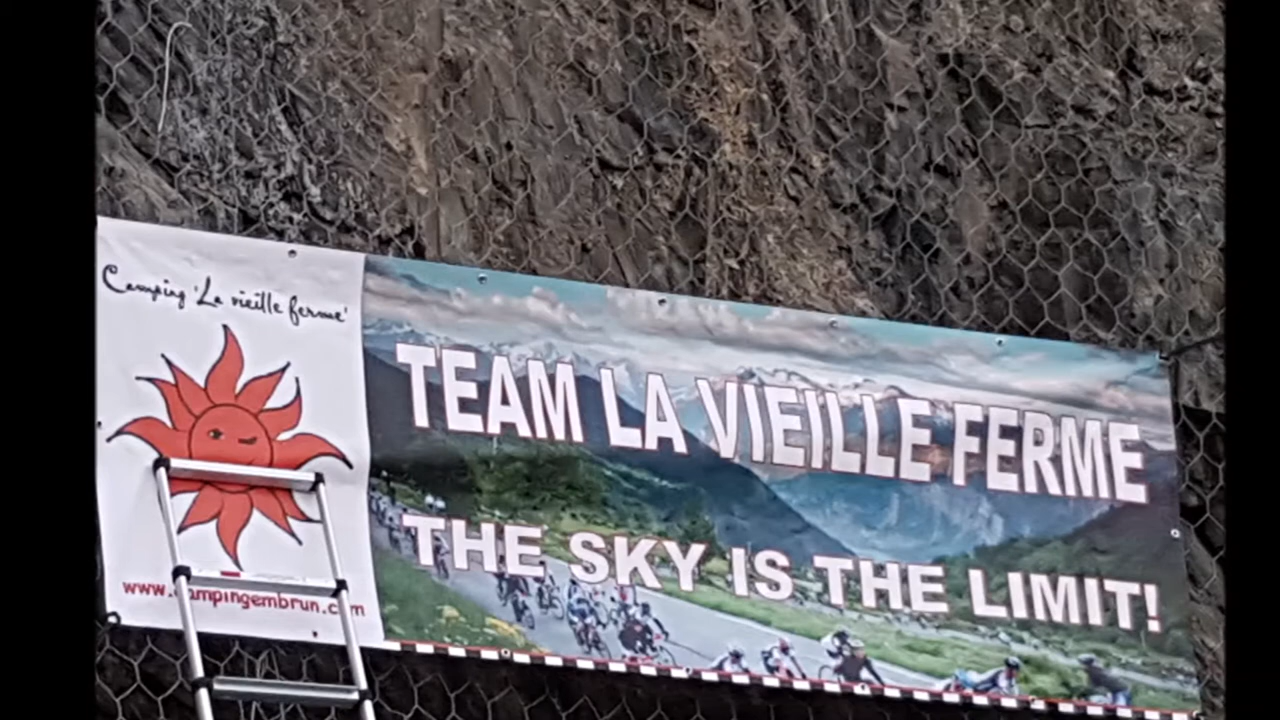 Camping 'La vieille ferme'
TEAM LA VIEILLE FERME
THE SKY IS THE LIMIT!
www.campingembrun.com